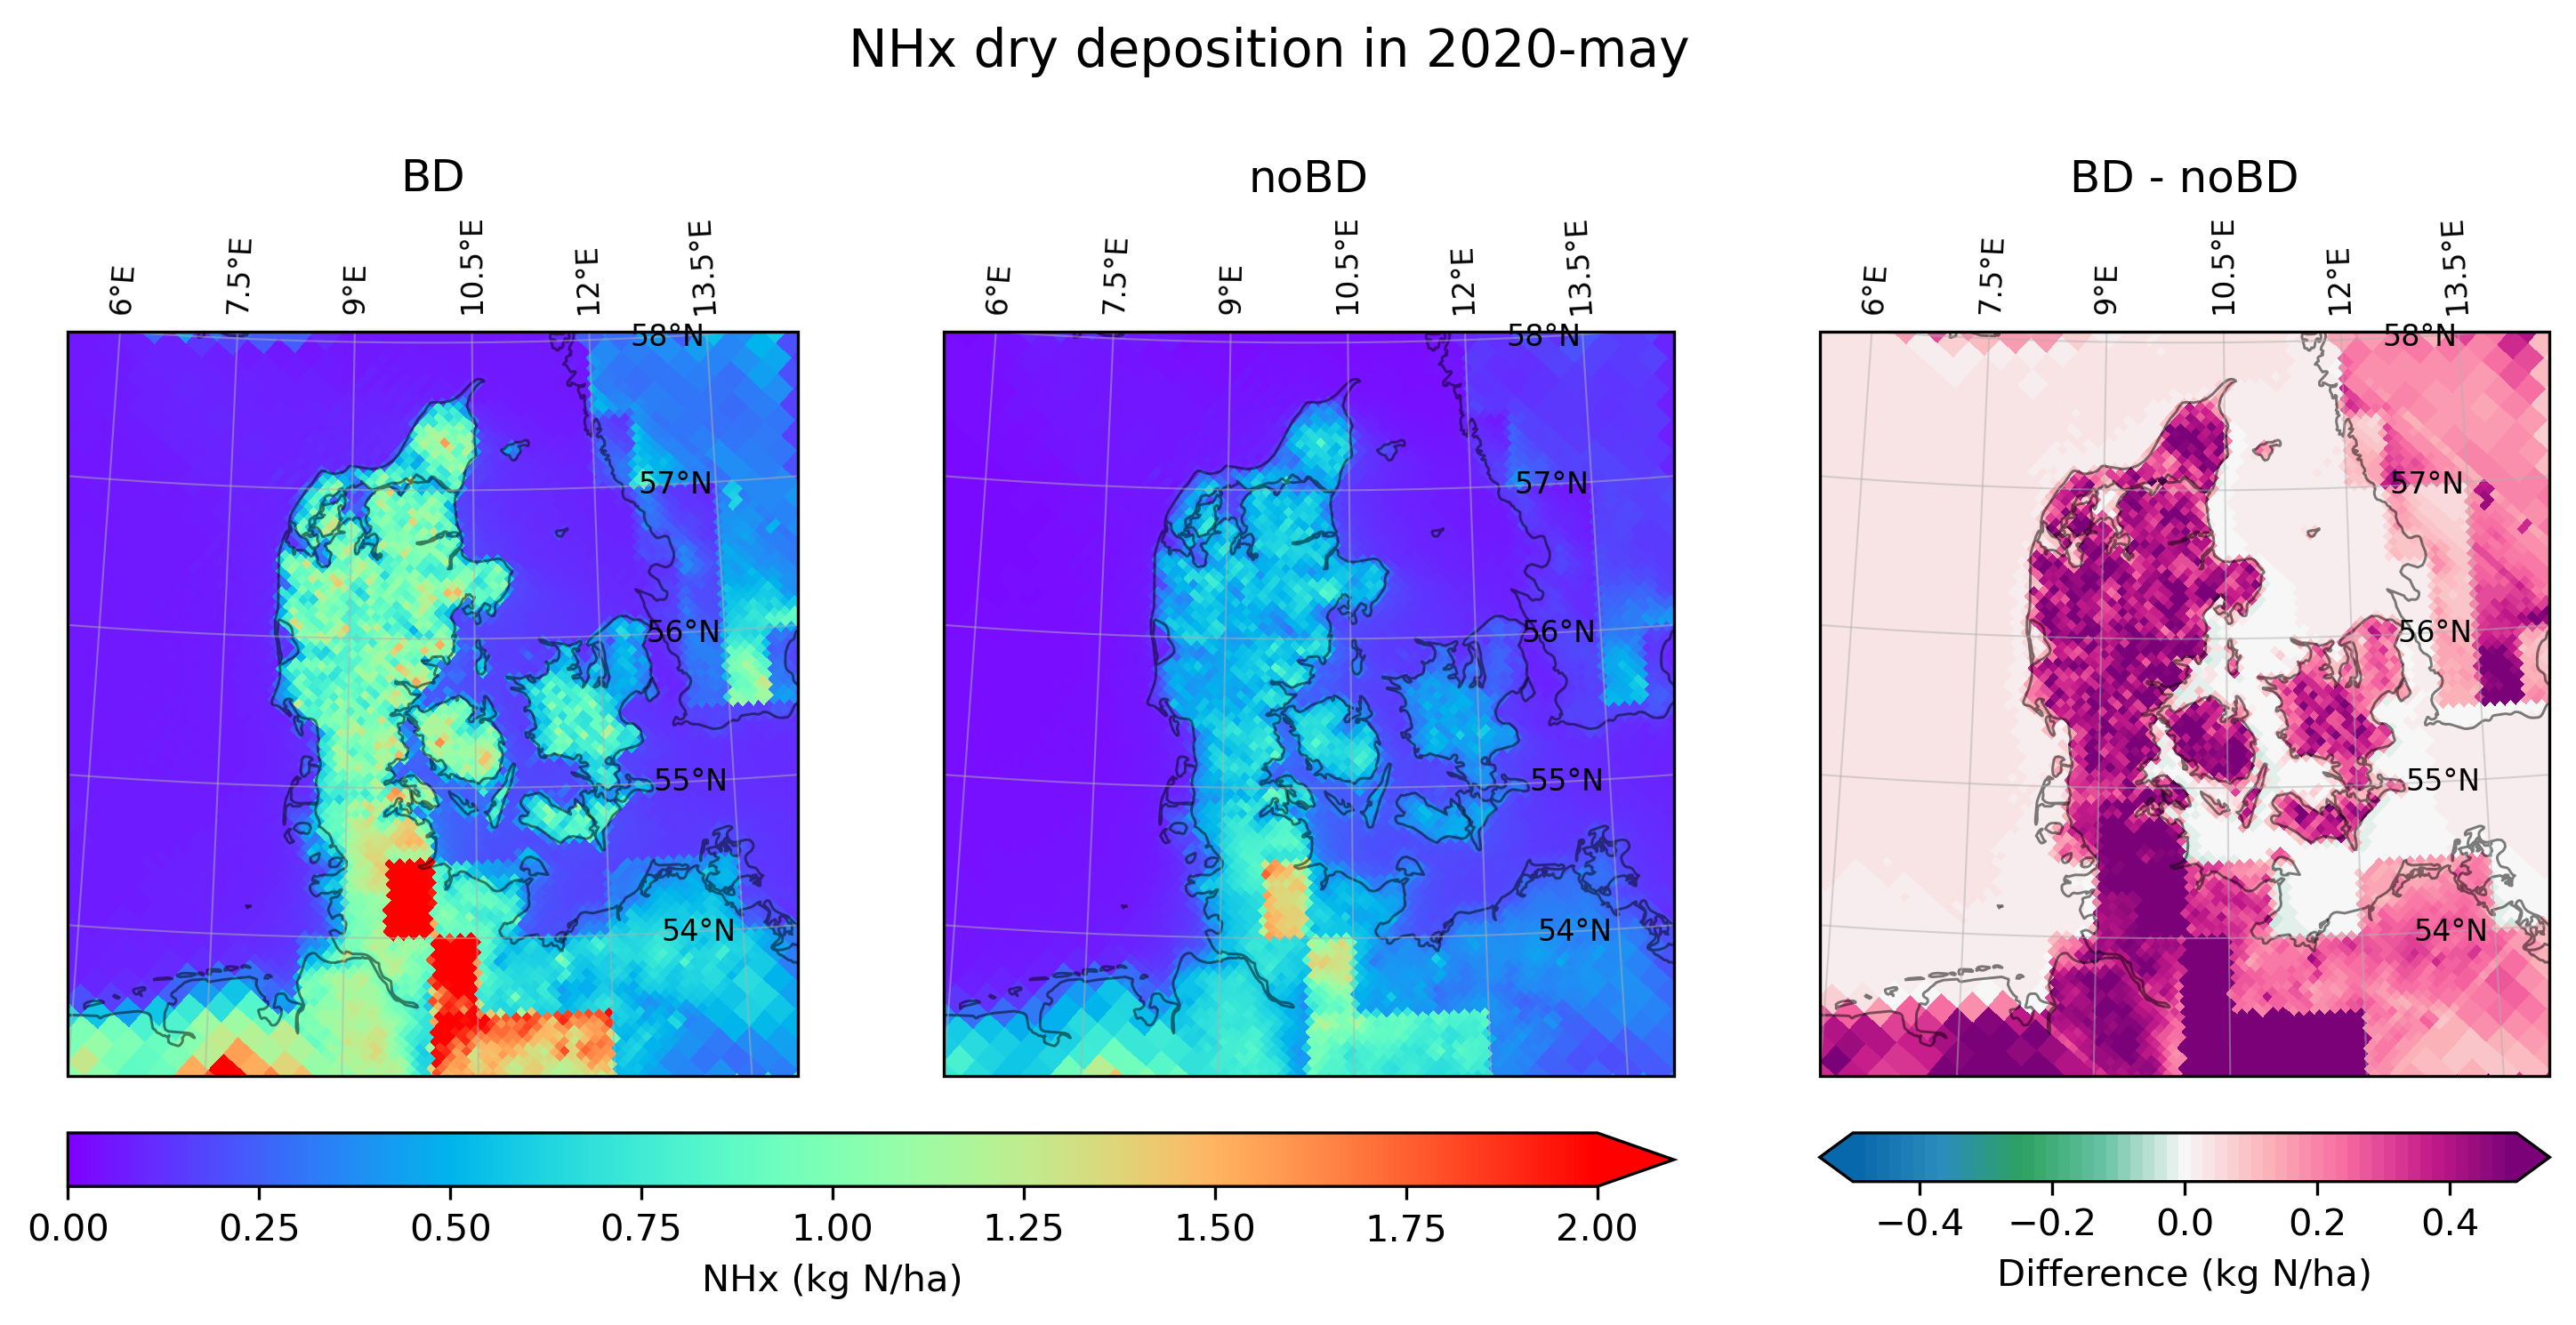 NHx dry deposition in 2020-may
BD
noBD
BD - noBD
6°E 7.5°E 9°E 10.5°E 12°E 13.5°E
6°E 7.5°E 9°E 10.5°E 12°E 13.5°E
6°E 7.5°E 9°E 10.5°E 12°E 13.5°E
58°N 58°N 58°N
57°N 57°N 57°N
56°N 56°N 56°N
55°N 55°N 55°N
54°N 54°N 54°N
0.00 0.25 0.50 0.75 1.00 1.25 1.50 1.75 2.00
NHx (kg N/ha)
−0.4 −0.2 0.0 0.2 0.4
Difference (kg N/ha)